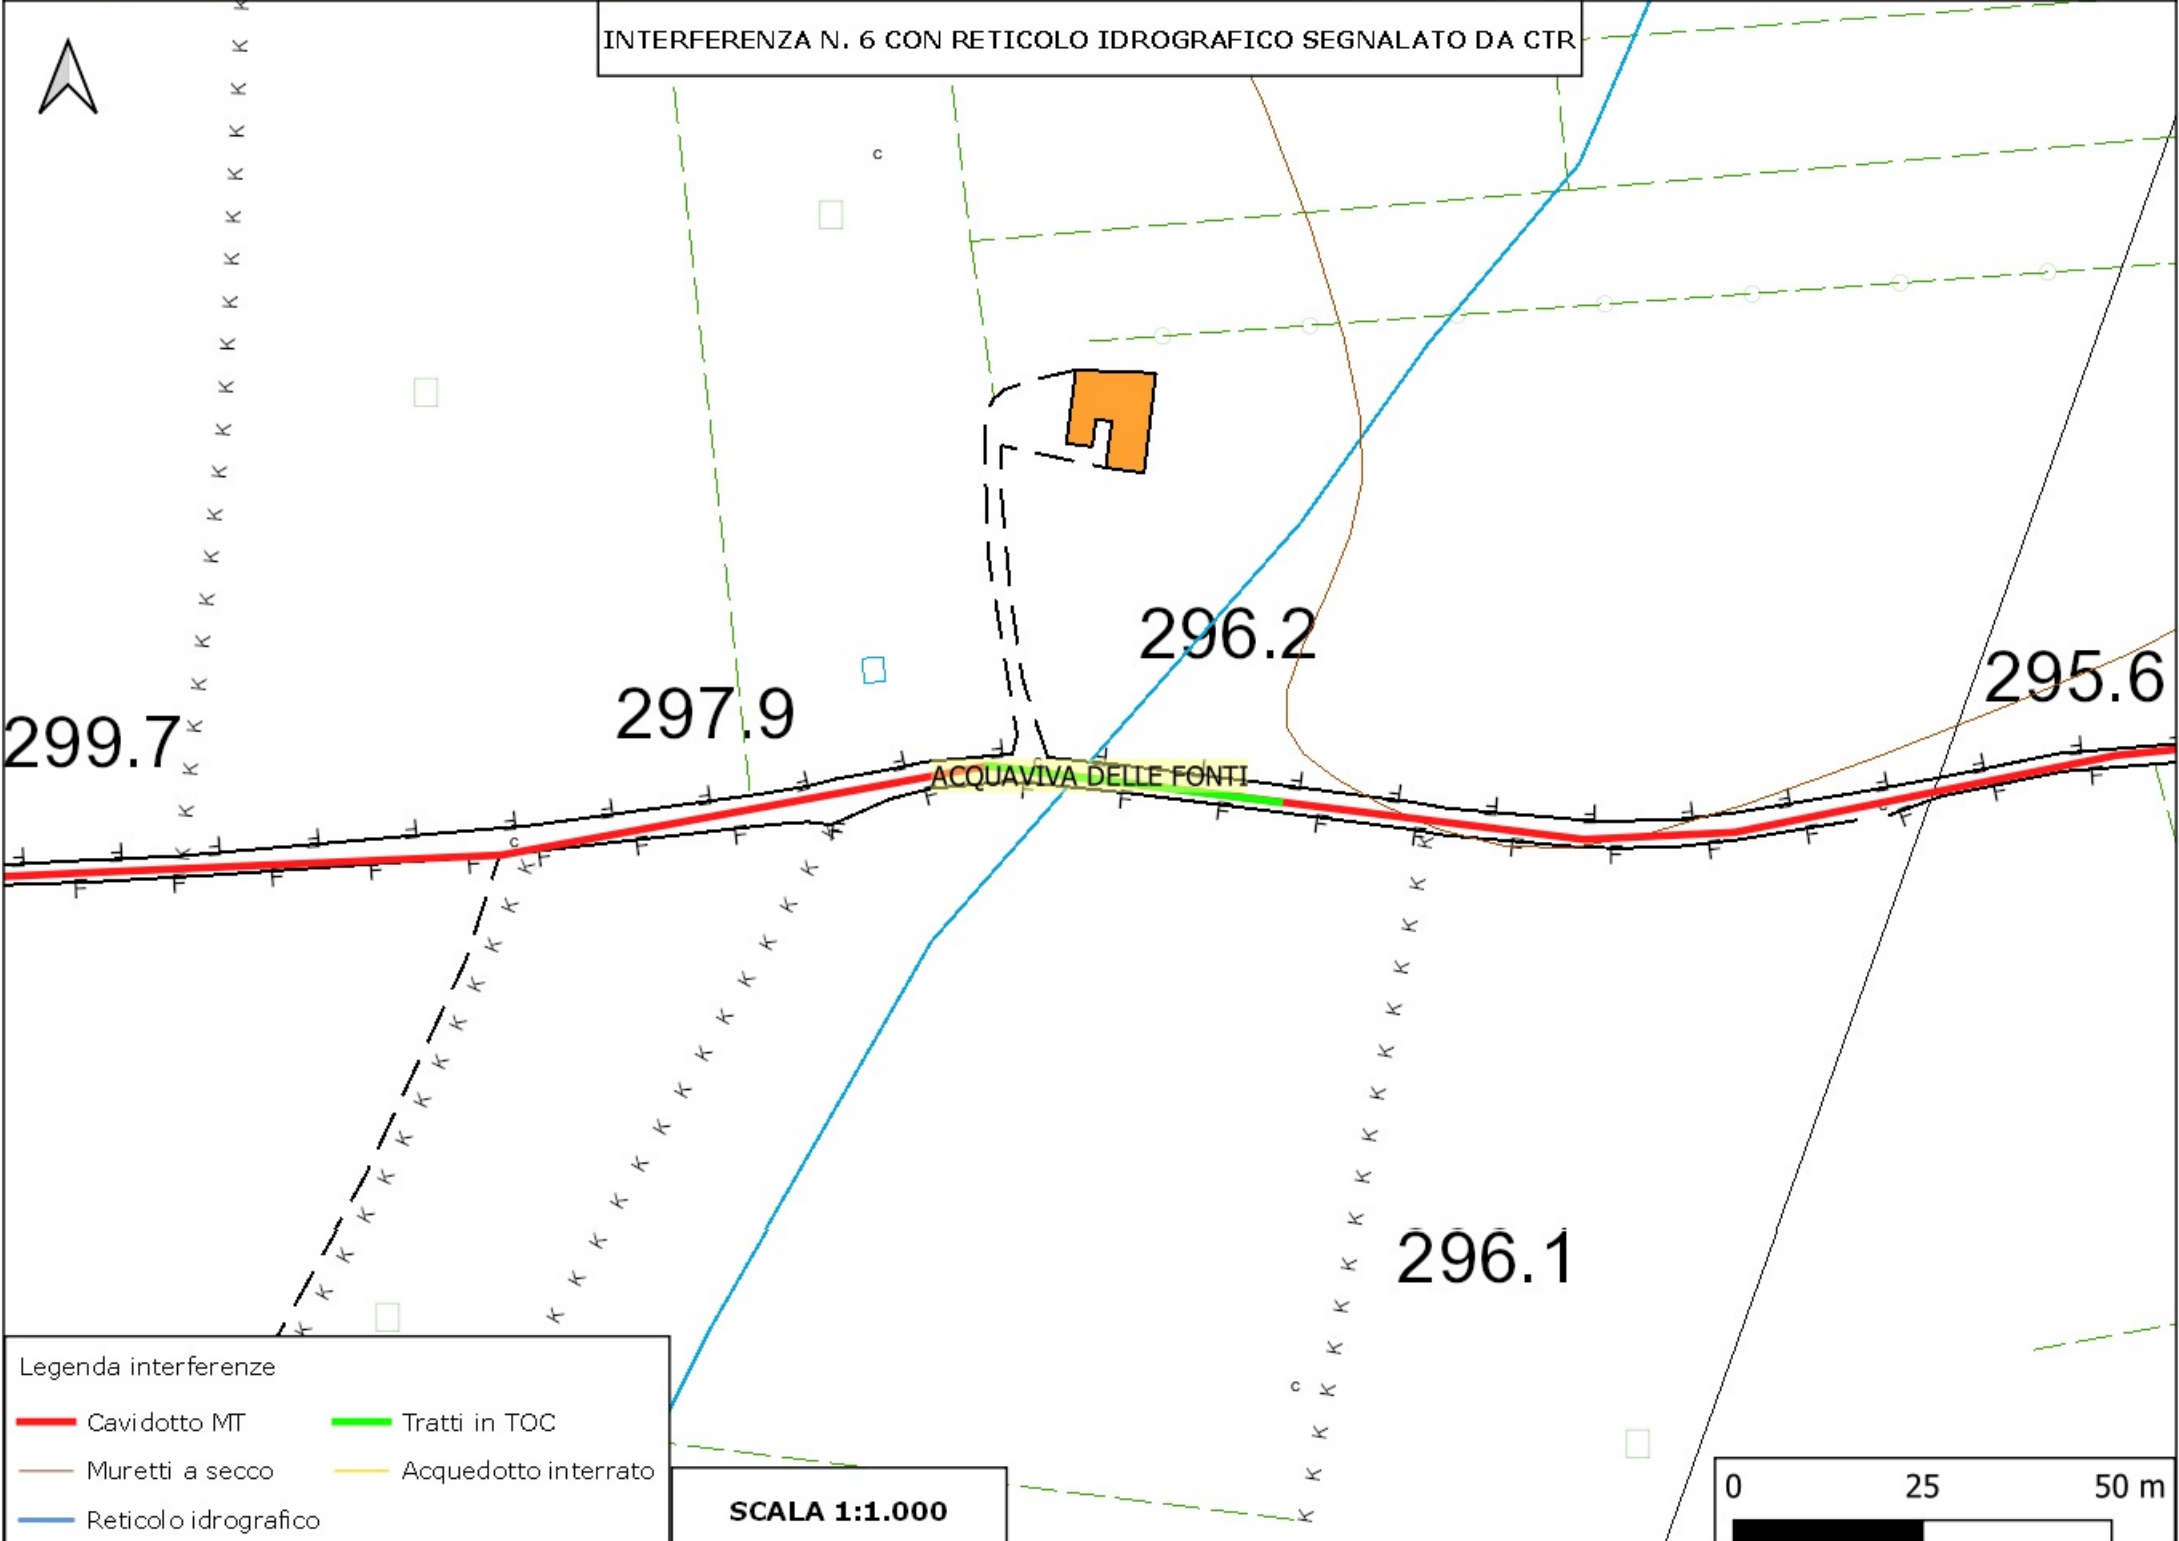 INTERFERENZA N. 6 CON RETICOLO IDROGRAFICO SEGNALATO DA CTR
296.2
295.6
297.9
299.7
ACQUAVIVA DELLE FONTI
296.1
Legenda interferenze
Cavidotto MT
Tratti in TOC
Muretti a secco
Acquedotto interrato
Reticolo idrografico
SCALA 1:1.000
0 25 50 m